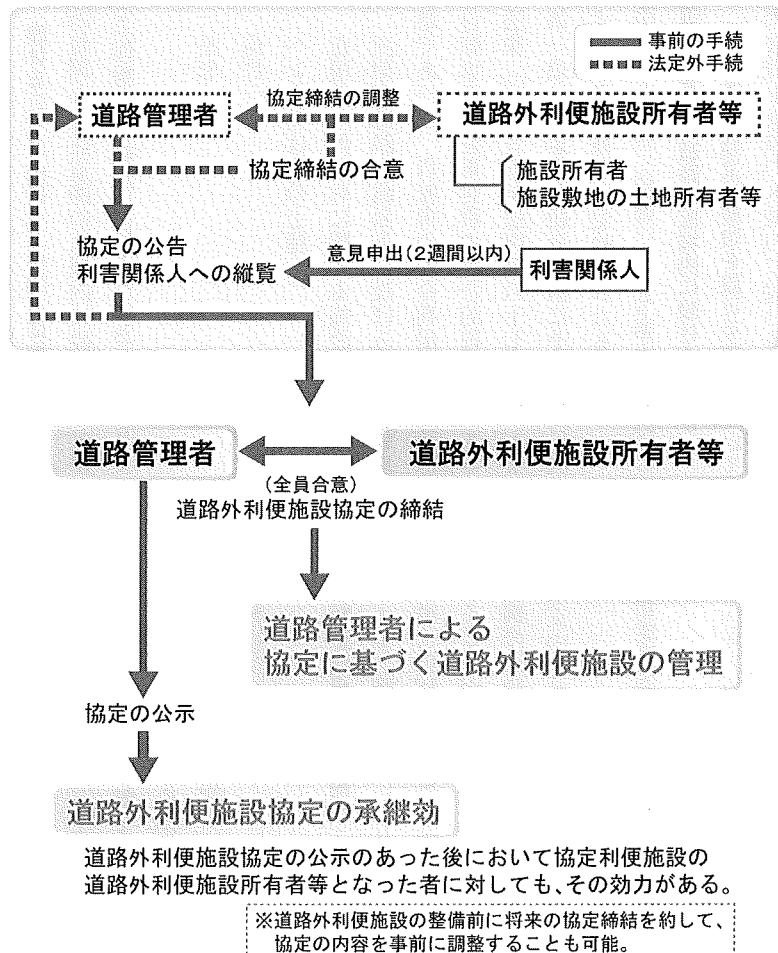 事前の手続
法定外手続
道路管理者
協定締結の調整
道路外利便施設所有者等
協定締結の合意
施設所有者
施設敷地の土地所有者等
協定の公告
利害関係人への縦覧
意見申出(2週間以内)
利害関係人
道路管理者
道路外利便施設所有者等
(全員合意)
道路外利便施設協定の締結
道路管理者による
協定に基づく道路外利便施設の管理
協定の公示
道路外利便施設協定の承継効
道路外利便施設協定の公示のあった後において協定利便施設の
道路外利便施設所有者等となった者に対しても、その効力がある。
※道路外利便施設の整備前に将来の協定締結を約して、
協定の内容を事前に調整することも可能。